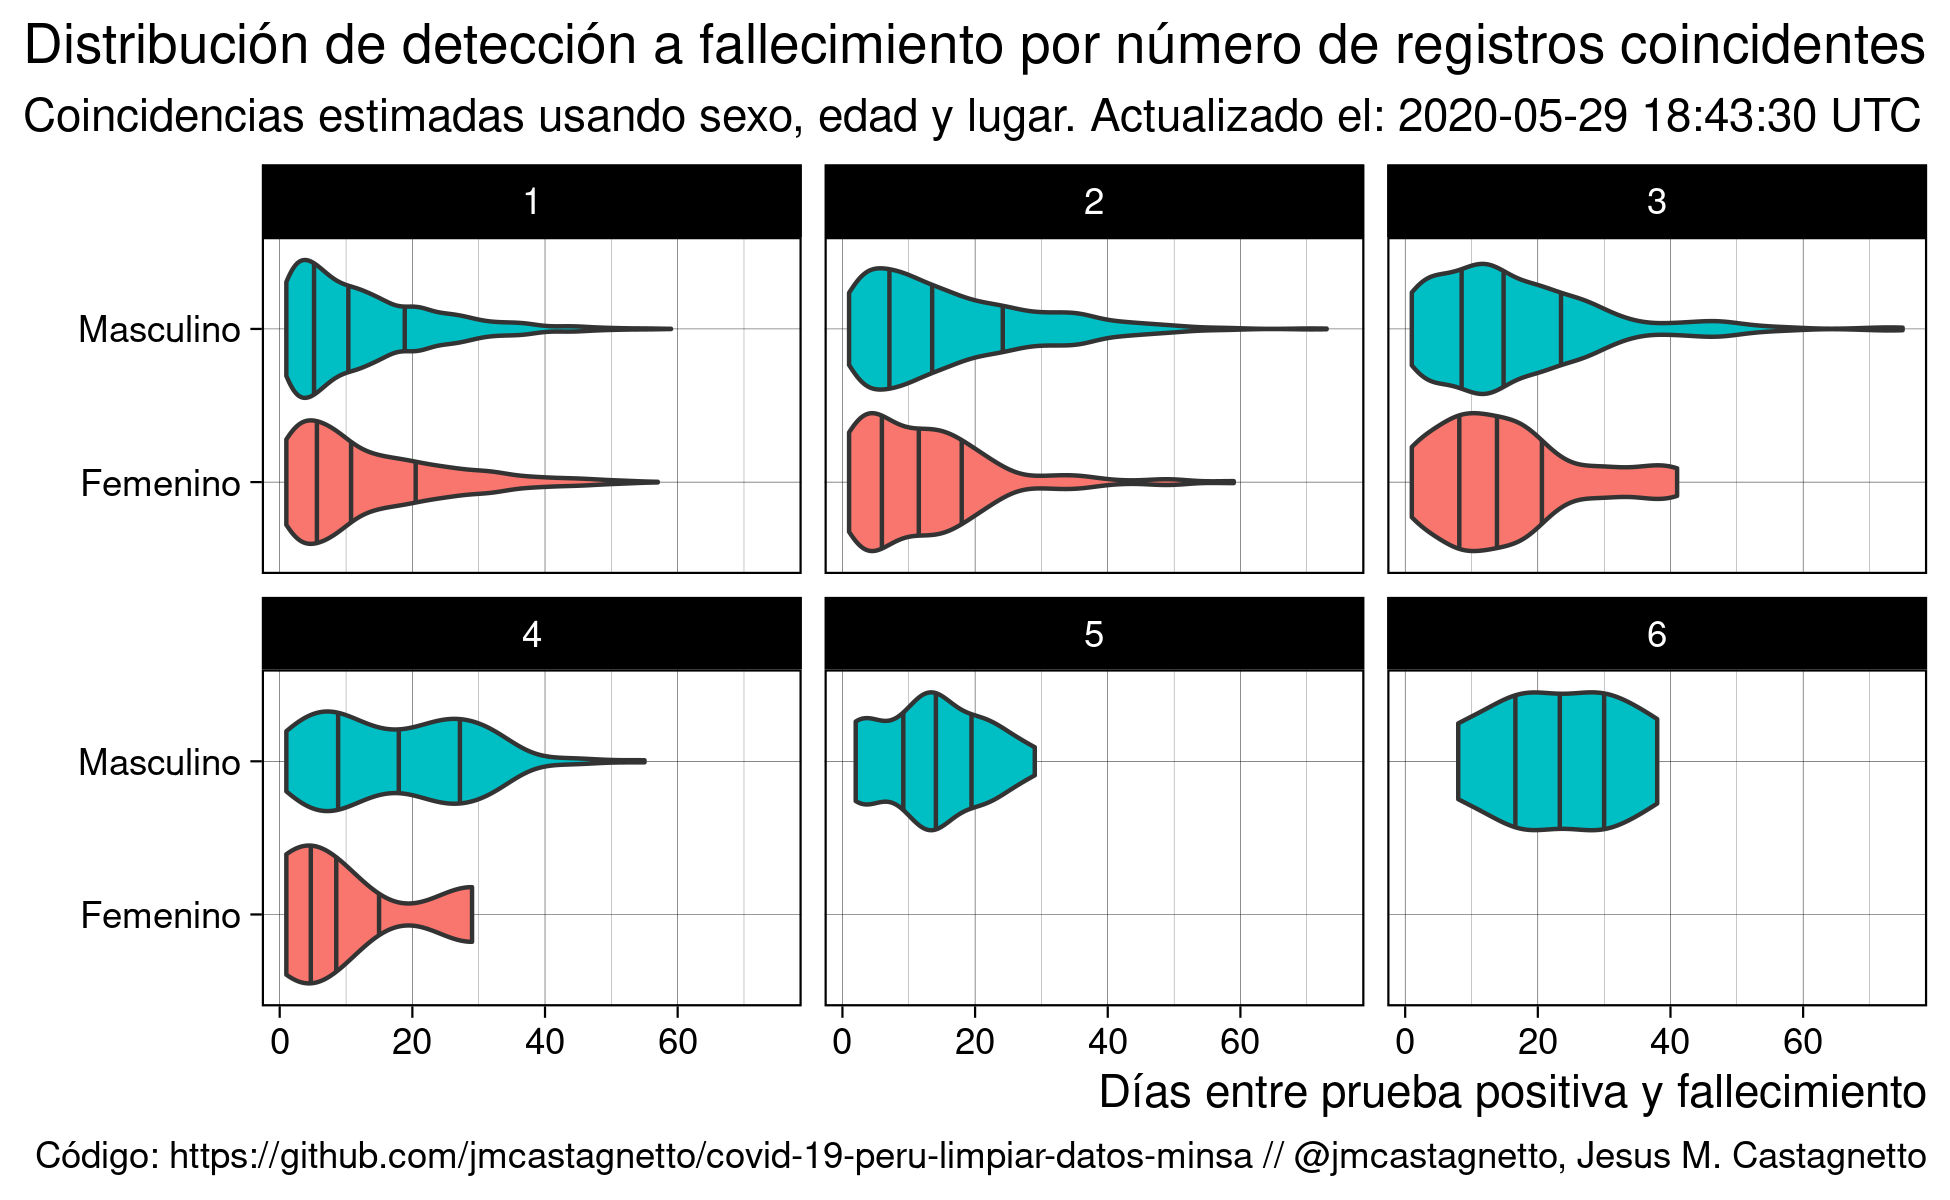 Distribución de detección a fallecimiento por número de registros coincidentes
Coincidencias estimadas usando sexo, edad y lugar. Actualizado el: 2020-05-29 18:43:30 UTC
1 2 3
Masculino
Femenino
4 5 6
Masculino
Femenino
0 20 40 60 0 20 40 60 0 20 40 60
Días entre prueba positiva y fallecimiento
Código: https://github.com/jmcastagnetto/covid-19-peru-limpiar-datos-minsa // @jmcastagnetto, Jesus M. Castagnetto